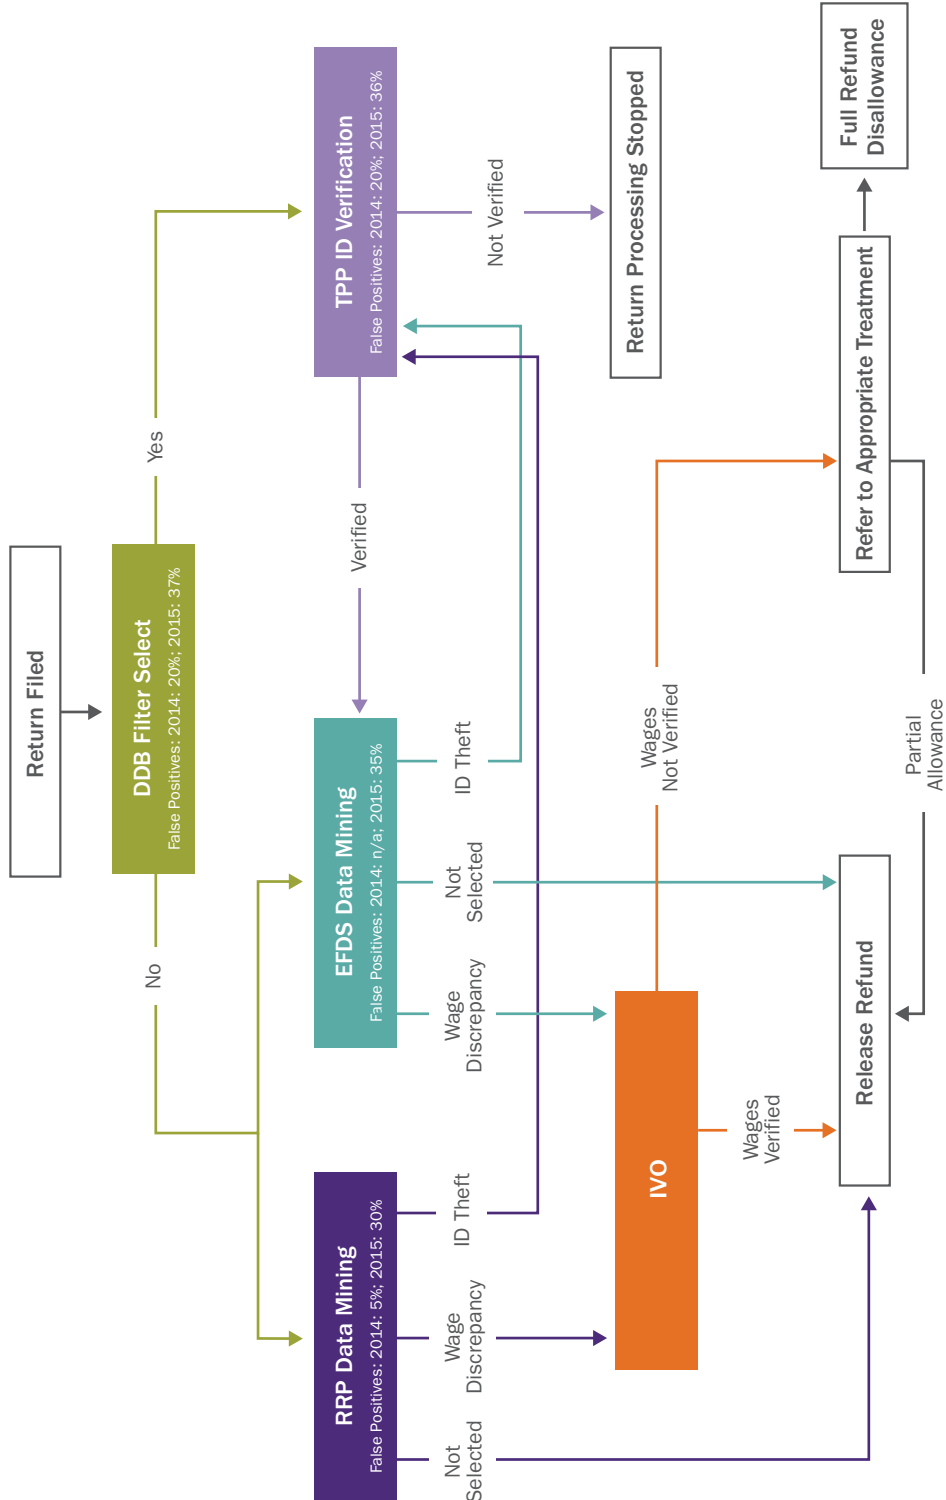 Return Filed
DDB Filter Select
False Positives: 2014: 20%; 2015: 37%
No
Yes
RRP Data Mining
False Positives: 2014: 5%; 2015: 30%
EFDS Data Mining
False Positives: 2014: n/a; 2015: 35%
TPP ID Verification
False Positives: 2014: 20%; 2015: 36%
Verified
Not
Selected
Wage
Discrepancy
ID Theft
Wage
Discrepancy
Not
Selected
ID Theft
Not Verified
IVO
Return Processing Stopped
Wages
Verified
Wages
Not Verified
Release Refund
Refer to Appropriate Treatment
Full Refund
Disallowance
Partial
Allowance